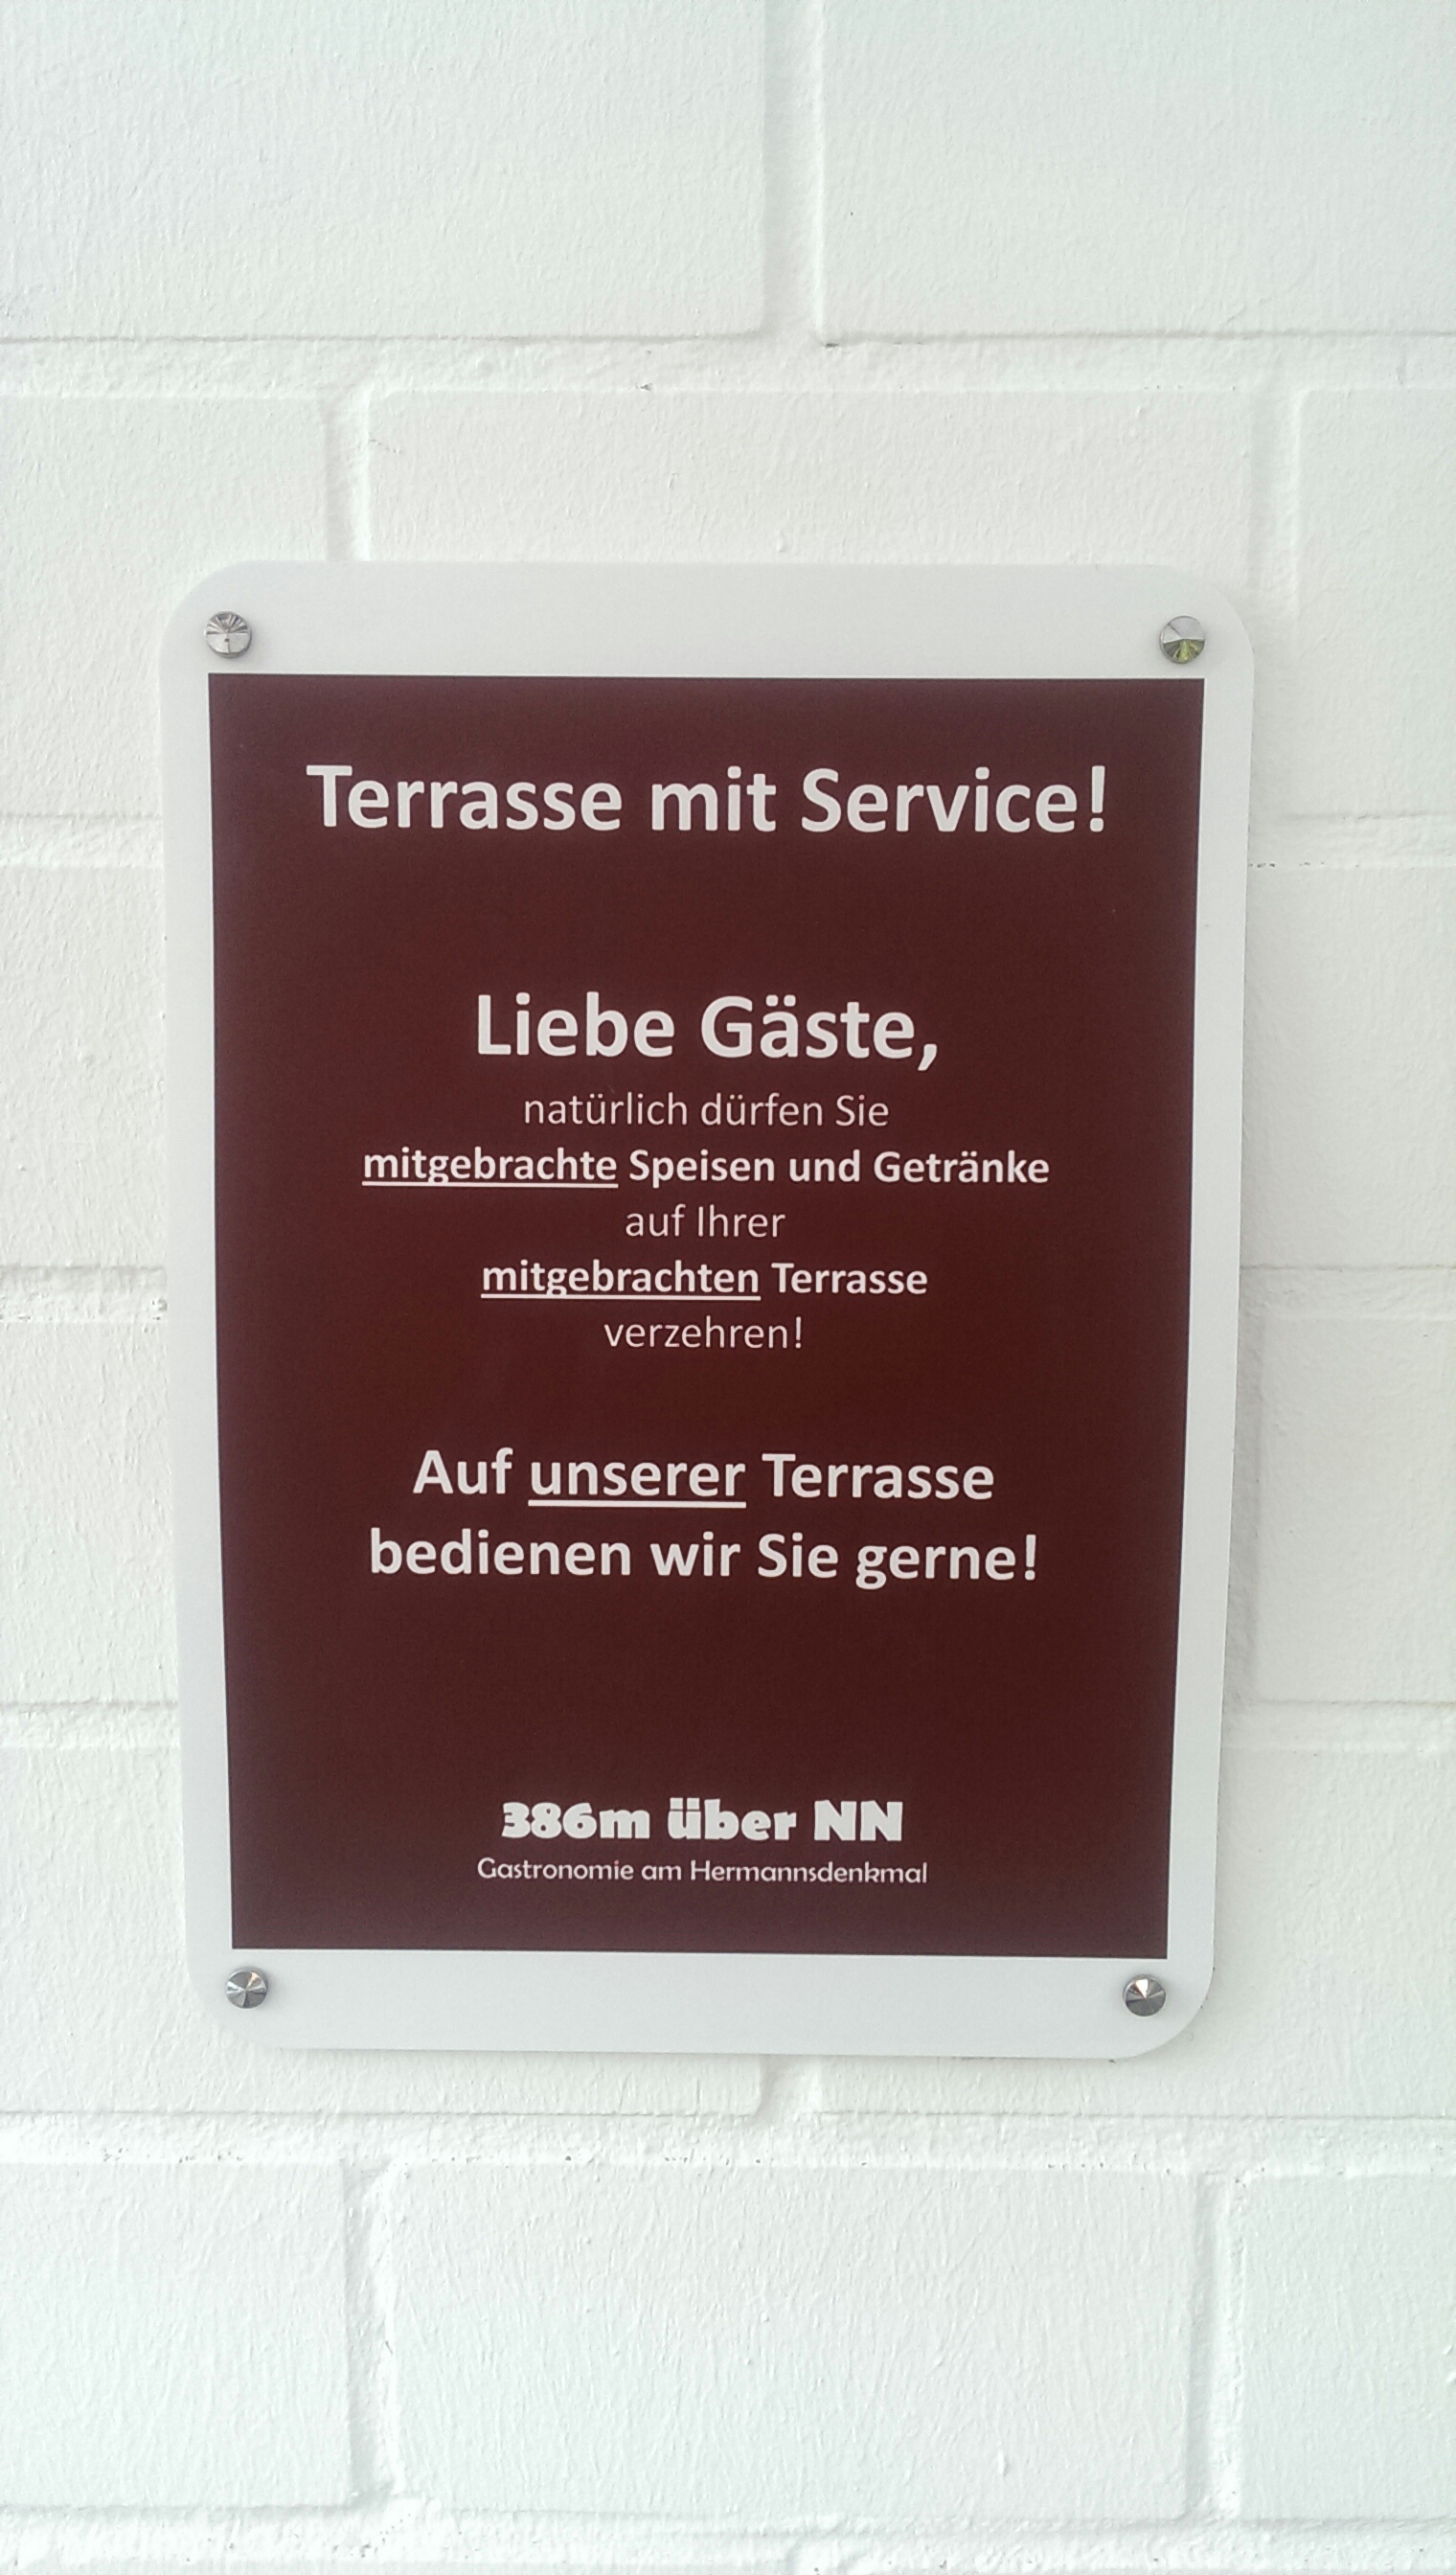 Terrasse mit Service!
Liebe Gäste,
natürlich dürfen Sie
mitgebrachte Speisen und Getränke
auf Ihrer
mitgebrachten Terrasse
verzehren!
Auf unserer Terrasse
bedienen wir Sie gerne!
386m über NN
Gastronomie am Hermannsdenkmal